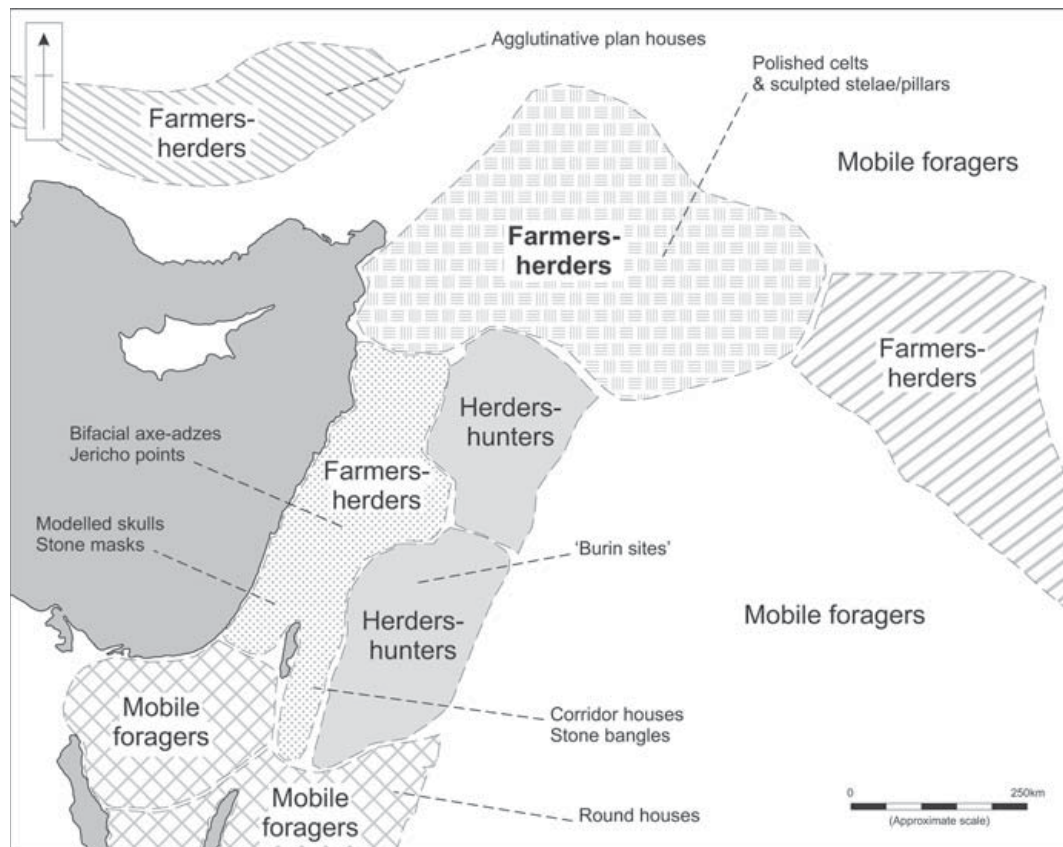 Agglutinative plan houses
Polished celts
& sculpted stelae/pillars
Farmers-
herders
Mobile foragers
Farmers-
herders
Farmers-
herders
Herders-
hunters
Bifacial axe-adzes
Jericho points
Farmers-
herders
Modelled skulls
Stone masks
‘Burin sites’
Mobile foragers
Herders-
hunters
Mobile
foragers
Corridor houses
Stone bangles
Mobile
foragers
Round houses
0 250km
(Approximate scale)